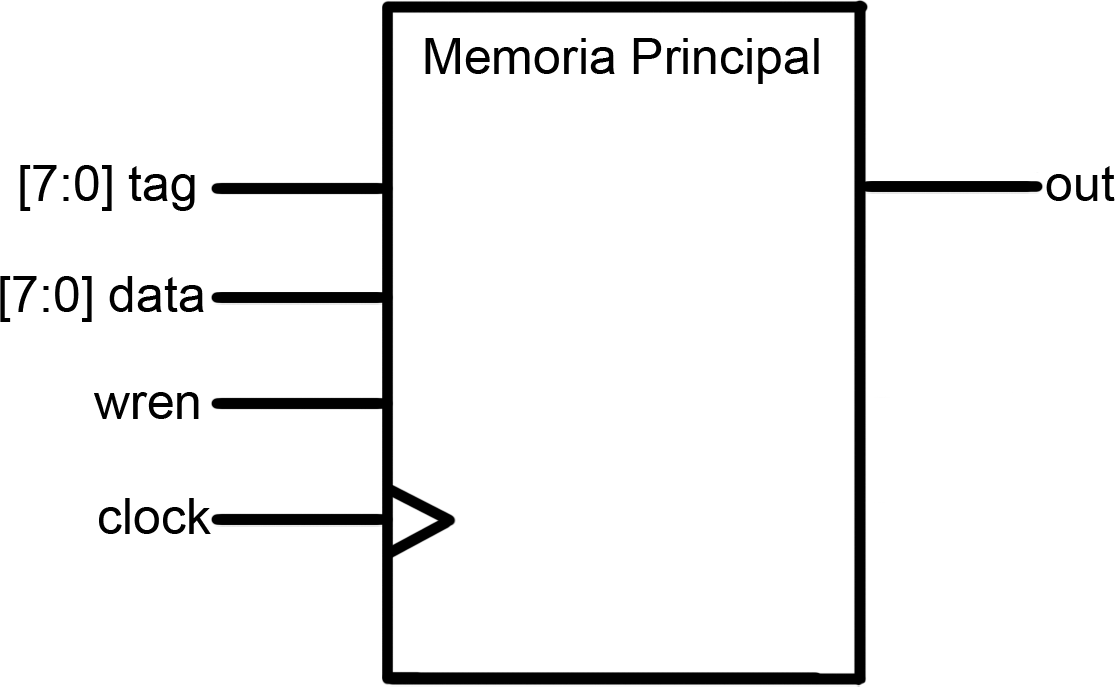 Memoria Principal
[7:0] tag
out
[7:0] data
wren
clock